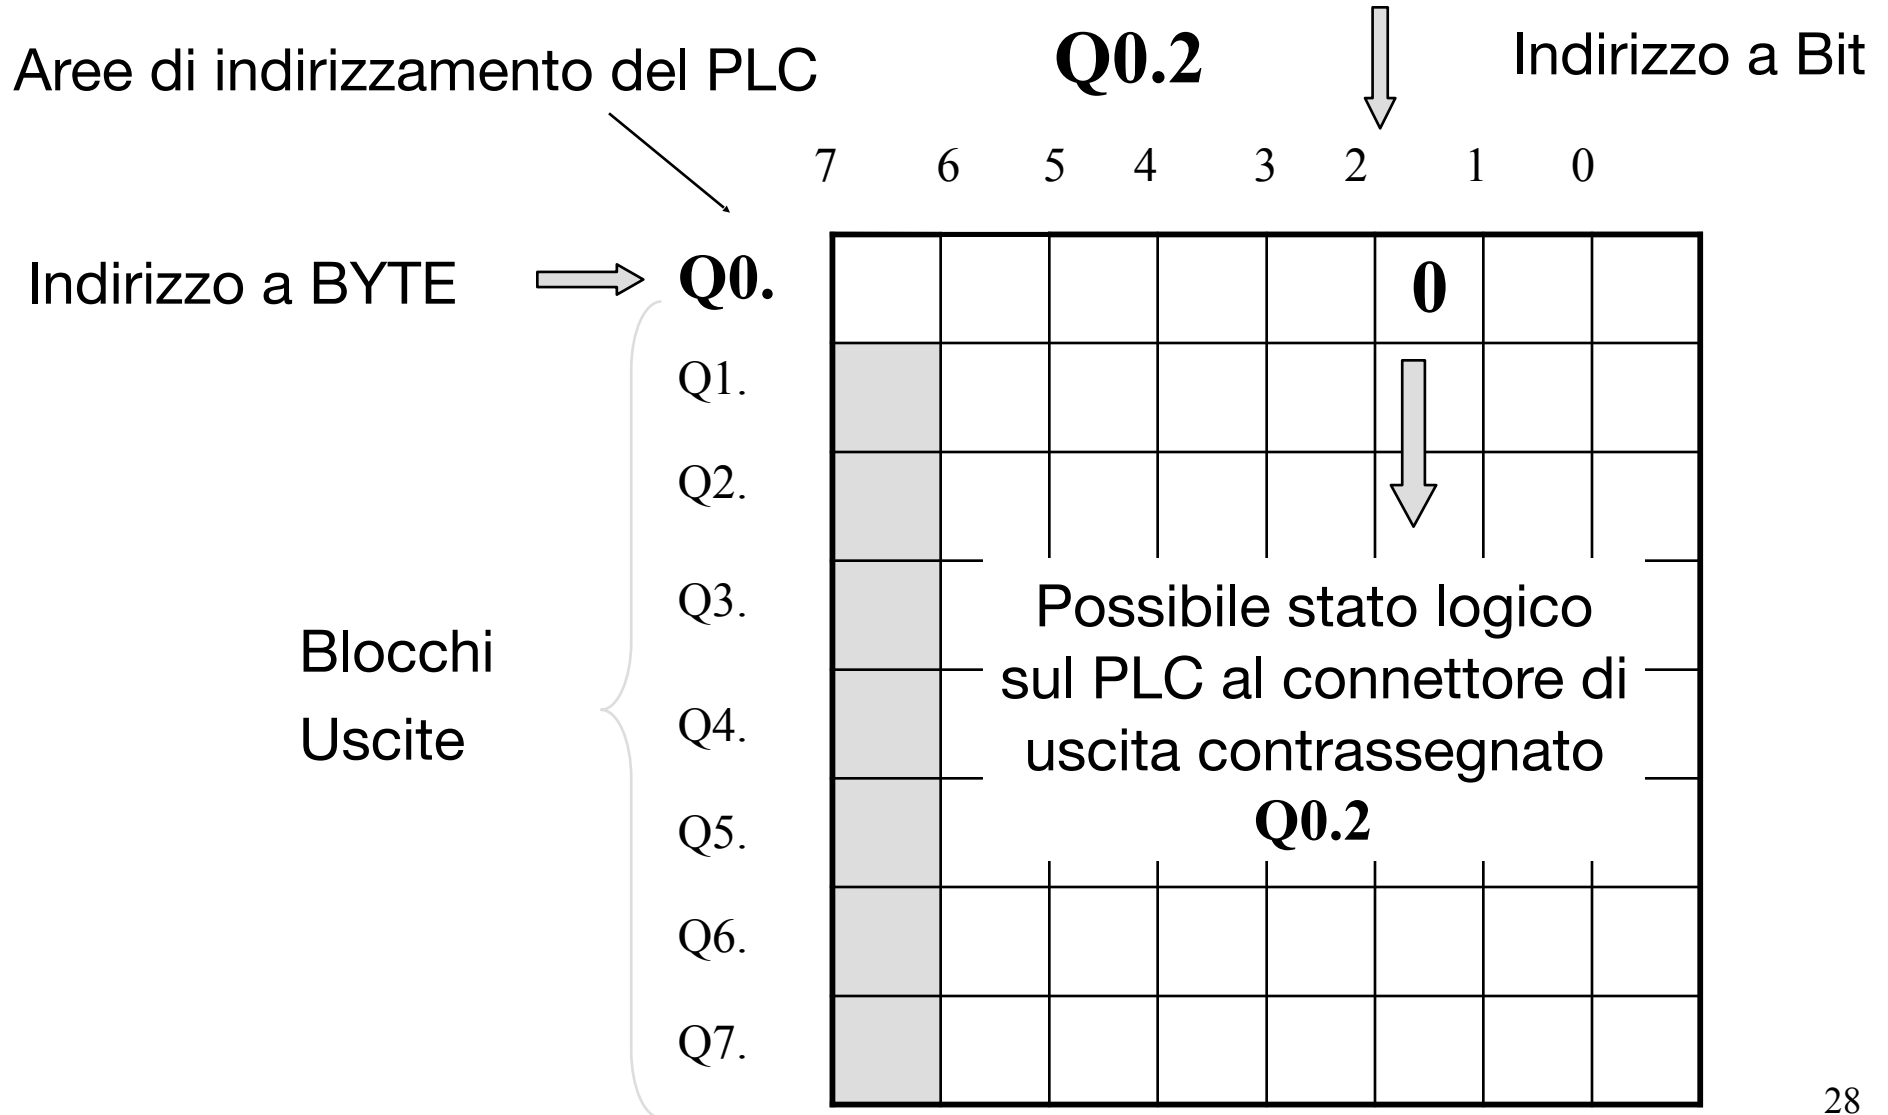 Aree di indirizzamento del PLC
Q0.2
Indirizzo a Bit
7 6 5 4 3 2 1 0
Indirizzo a BYTE
Q0.
0
Q1.
Q2.
Q3.
Q4.
Q5.
Q6.
Q7.
Blocchi
Uscite
Possibile stato logico
sul PLC al connettore di
uscita contrassegnato
Q0.2
28